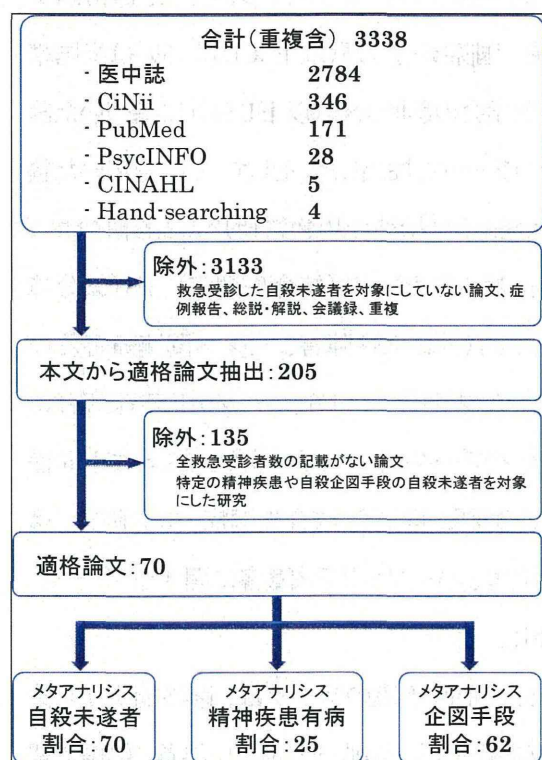 合計(重複含) 3338
- 医中誌 2784
- CiNii 346
- PubMed 171
- PsycINFO 28
- CINAHL 5
- Hand-searching 4
除外:3133
救急受診した自殺未遂者を対象にしていない論文、症
例報告、総説・解説、会議録、重複
本文から適格論文抽出:205
除外:135
全救急受診者数の記載がない論文
特定の精神疾患や自殺企図手段の自殺未遂者を対象
にした研究
適格論文:70
メタアナリシス
自殺未遂者
割合:70
メタアナリシス
精神疾患有病
割合:25
メタアナリシス
企図手段
割合:62